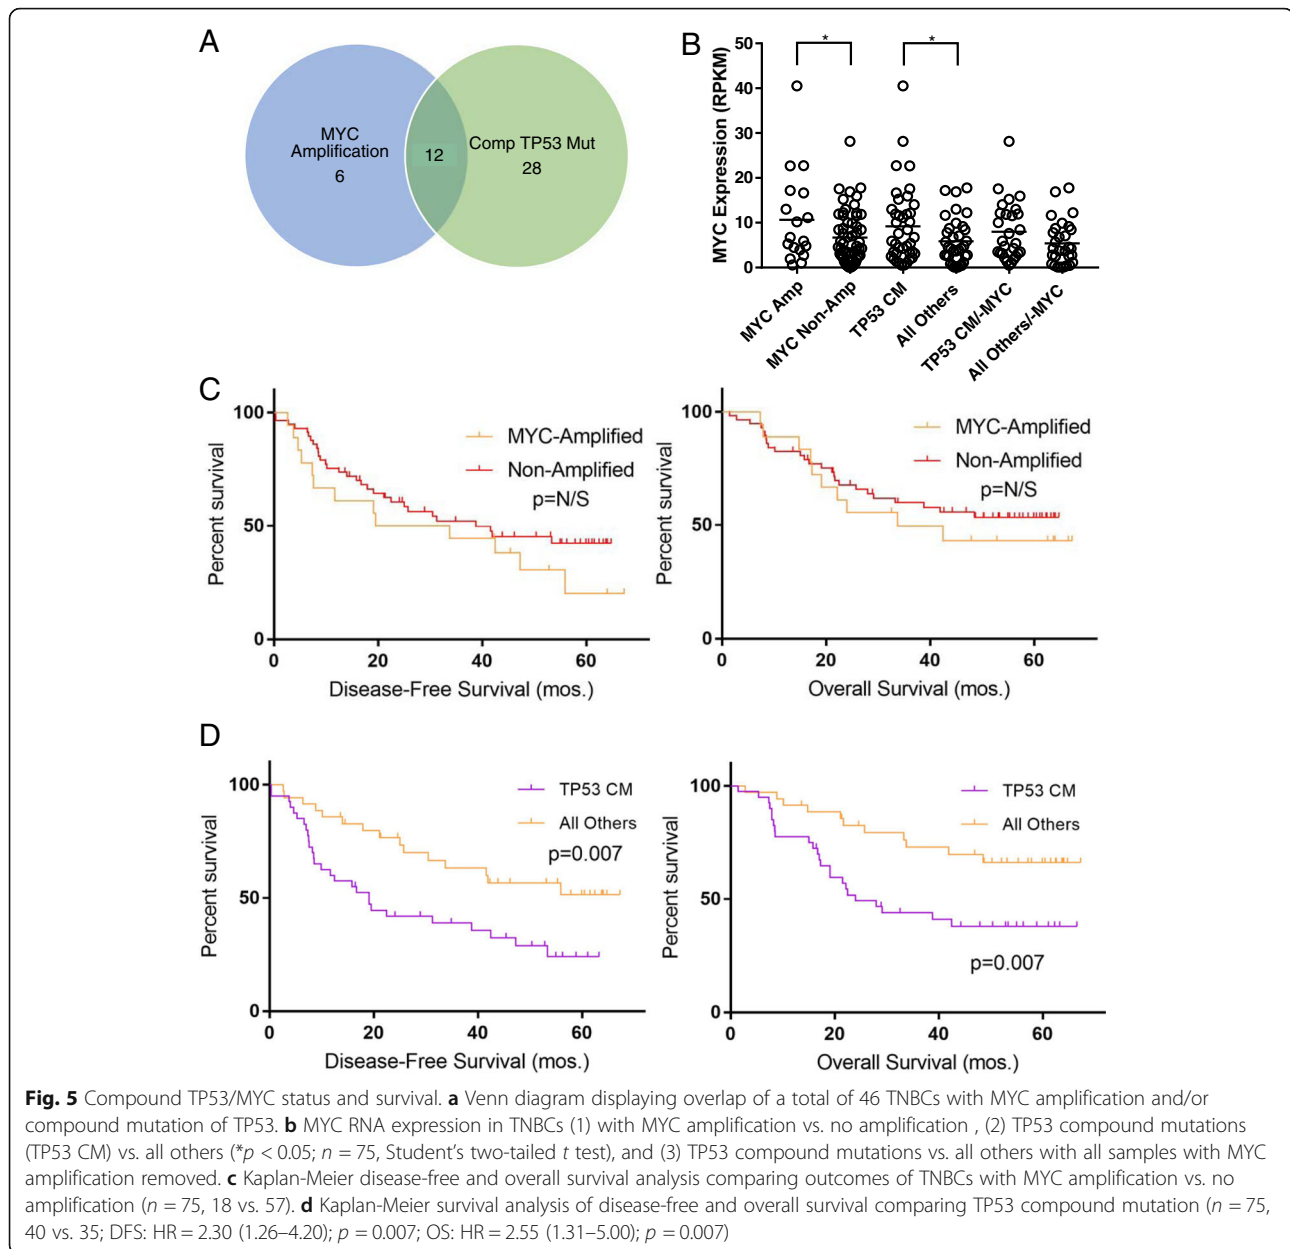 A
MYC
Amplification
6
12
Comp TP53 Mut
28
B
MYC Expression (RPKM)
50
40
30
20
10
0
*
*
MYC Amp
MYC Non-Amp
TP53 CM
All Others
TP53 CM/-MYC
All Others/-MYC
C
Percent survival
100
50
0
MYC-Amplified
Non-Amplified
p=N/S
0 20 40 60
Disease-Free Survival (mos.)
Percent survival
100
50
0
MYC-Amplified
Non-Amplified
p=N/S
0 20 40 60
Overall Survival (mos.)
D
Percent survival
100
50
0
TP53 CM
All Others
p=0.007
0 20 40 60
Disease-Free Survival (mos.)
Percent survival
100
50
0
TP53 CM
All Others
p=0.007
0 20 40 60
Overall Survival (mos.)
Fig. 5 Compound TP53/MYC status and survival. a Venn diagram displaying overlap of a total of 46 TNBCs with MYC amplification and/or
compound mutation of TP53. b MYC RNA expression in TNBCs (1) with MYC amplification vs. no amplification , (2) TP53 compound mutations
(TP53 CM) vs. all others (*p < 0.05; n = 75, Student's two-tailed t test), and (3) TP53 compound mutations vs. all others with all samples with MYC
amplification removed. c Kaplan-Meier disease-free and overall survival analysis comparing outcomes of TNBCs with MYC amplification vs. no
amplification (n = 75, 18 vs. 57). d Kaplan-Meier survival analysis of disease-free and overall survival comparing TP53 compound mutation (n = 75,
40 vs. 35; DFS: HR = 2.30 (1.26–4.20); p = 0.007; OS: HR = 2.55 (1.31–5.00); p = 0.007)